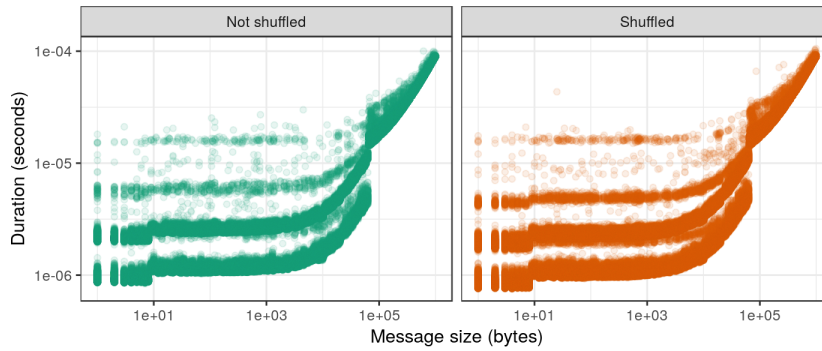 Not shuffled
Shuffled
1e-04
1e-05
1e-06
Duration (seconds)
1e+01
1e+03
1e+05
1e+01
1e+03
1e+05
Message size (bytes)